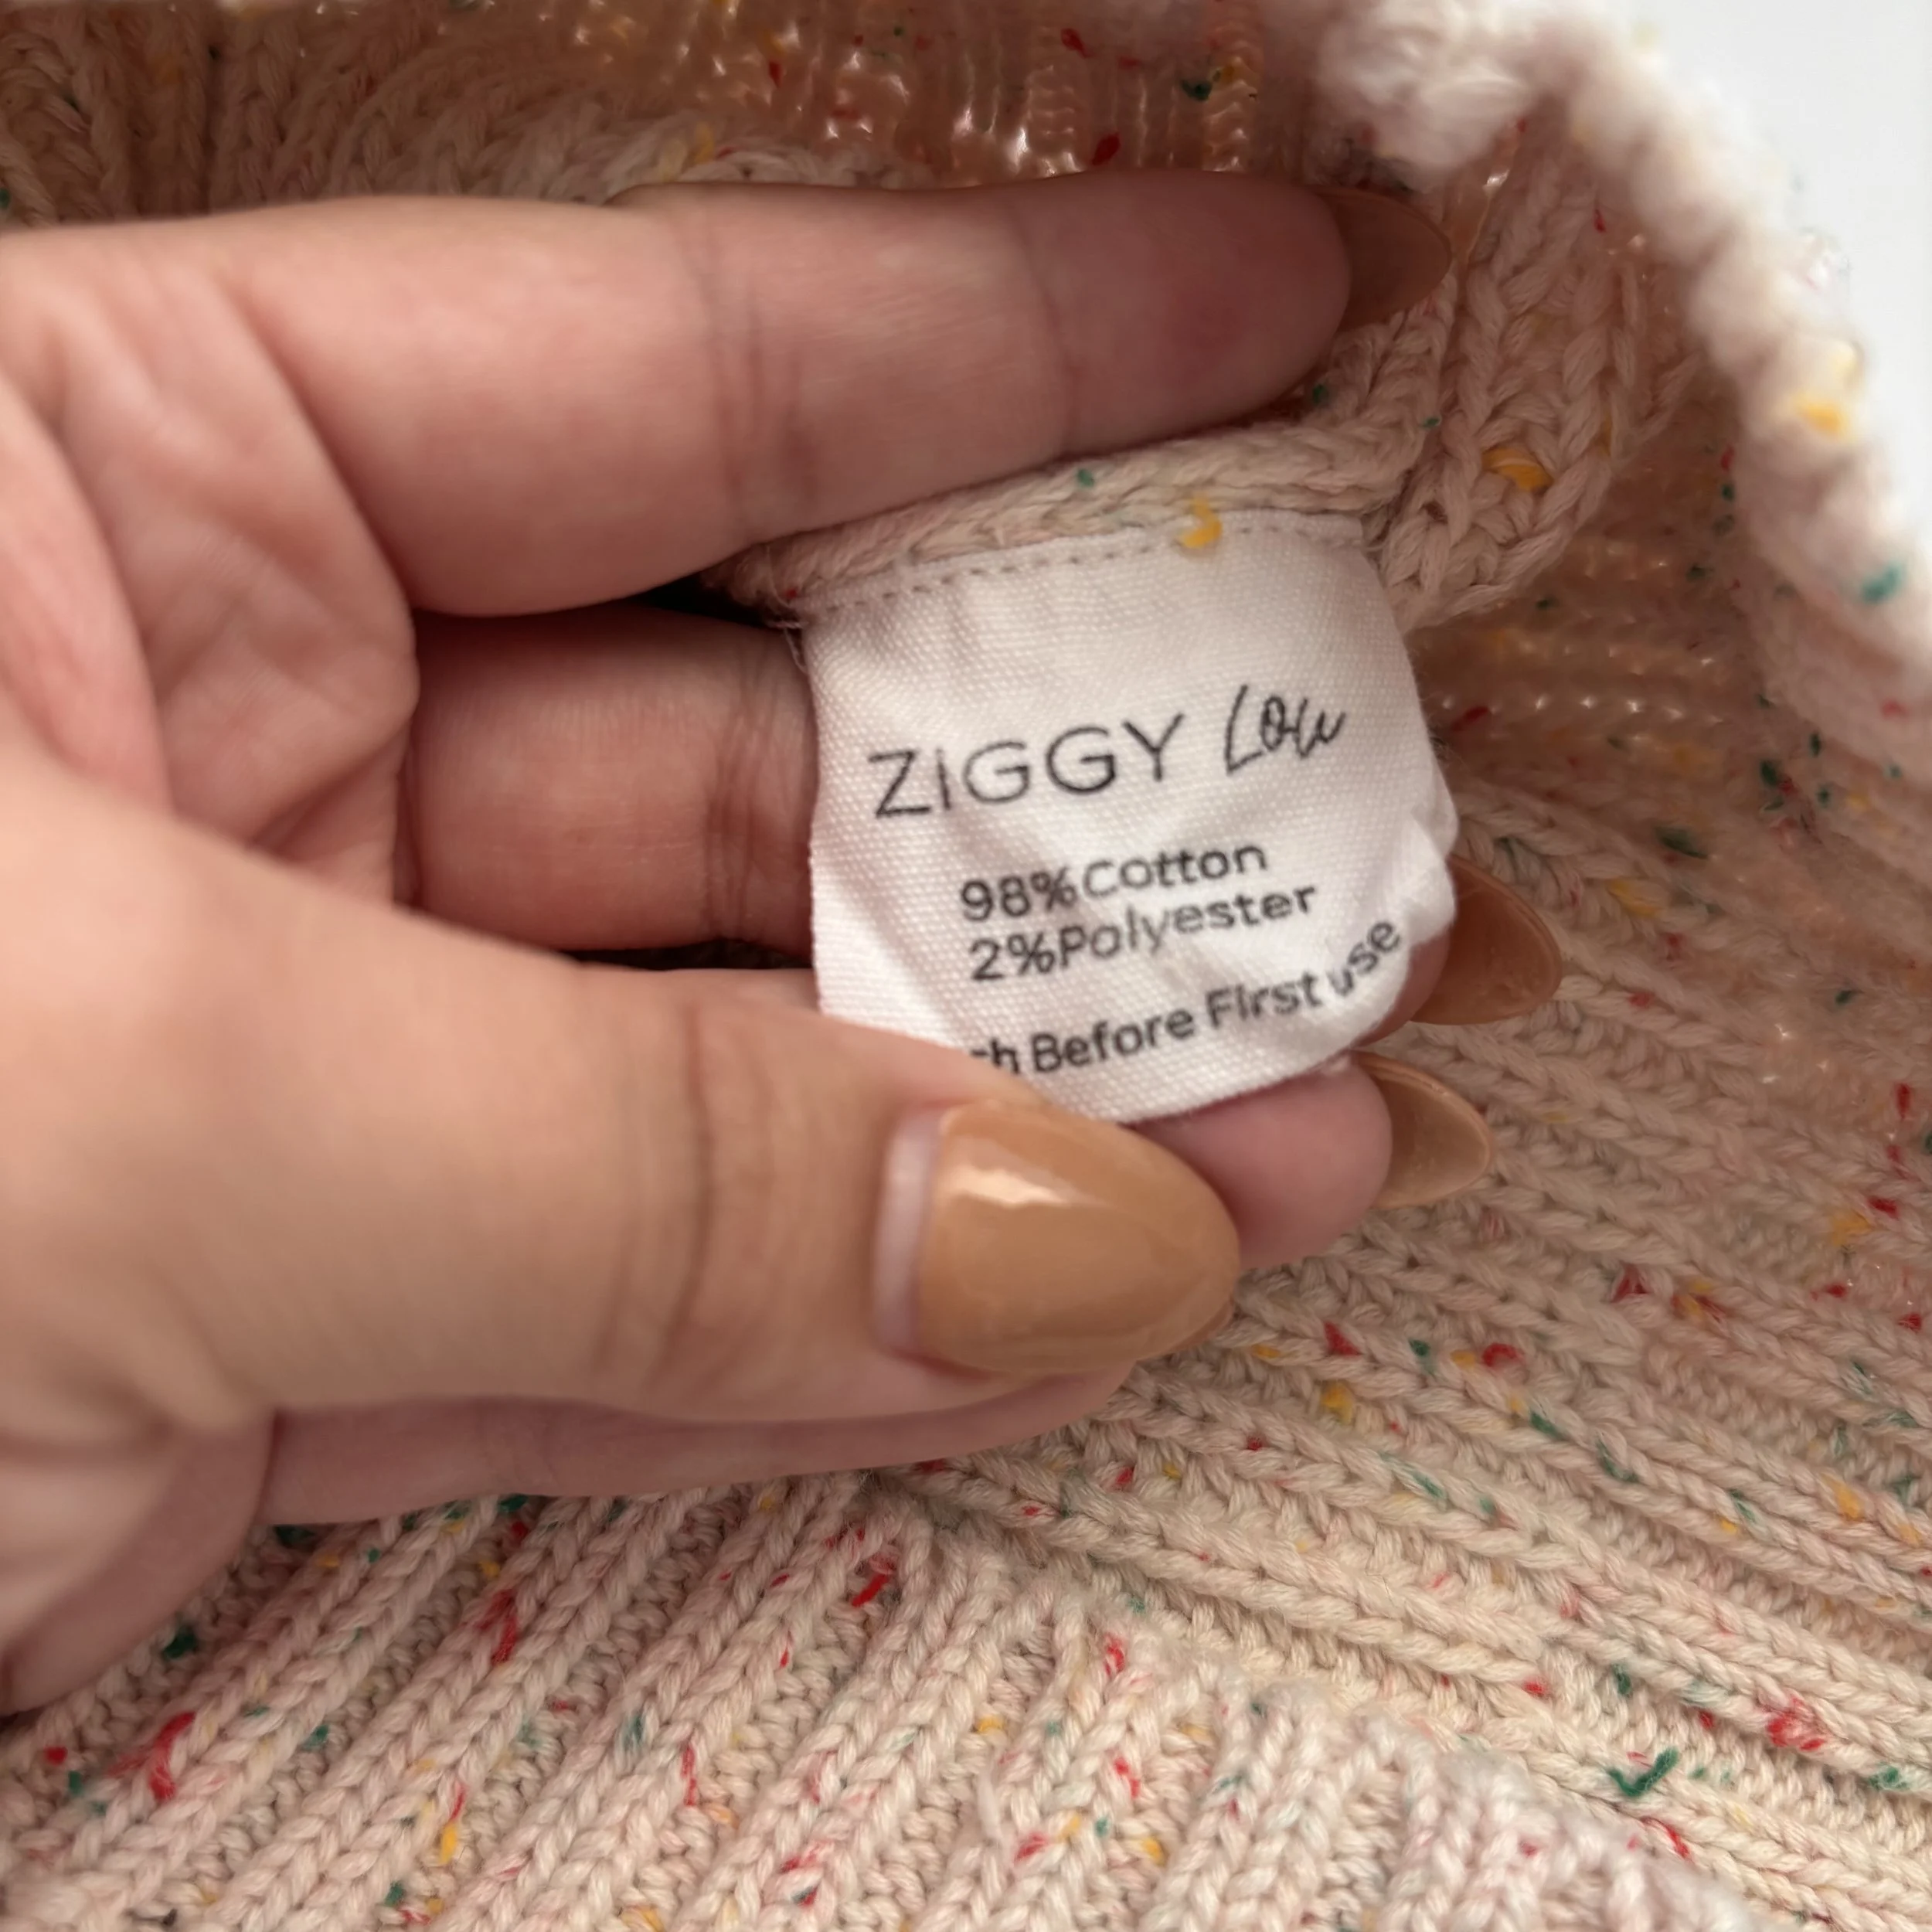 ZIGGY Lou
98%Cotton
2%Polyester
Before First use